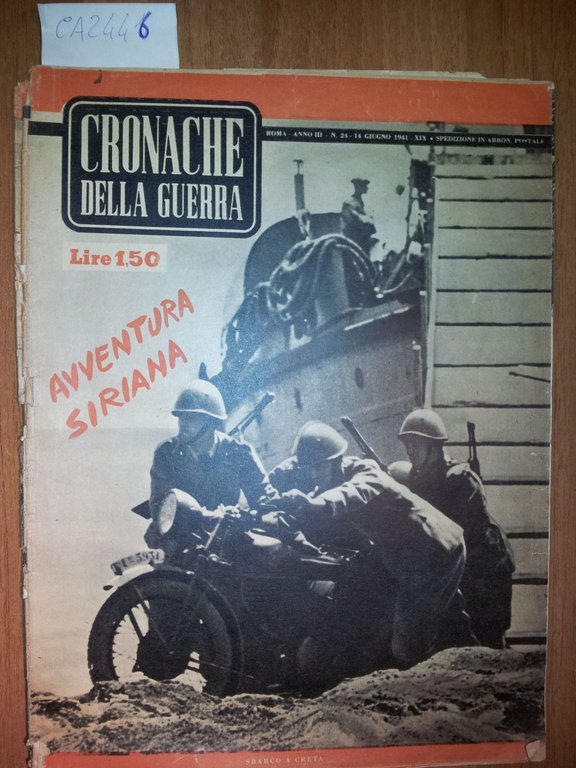 CA2446
CRONACHE
DELLA GUERRA
ROMA - ANNO III - N. 24 - 14 GIUGNO 1941 - XIX • SPEDIZIONE IN ABBON. POSTALE
Lire 1,50
AVVENTURA
SIRIANA
SBARCO A CRETA